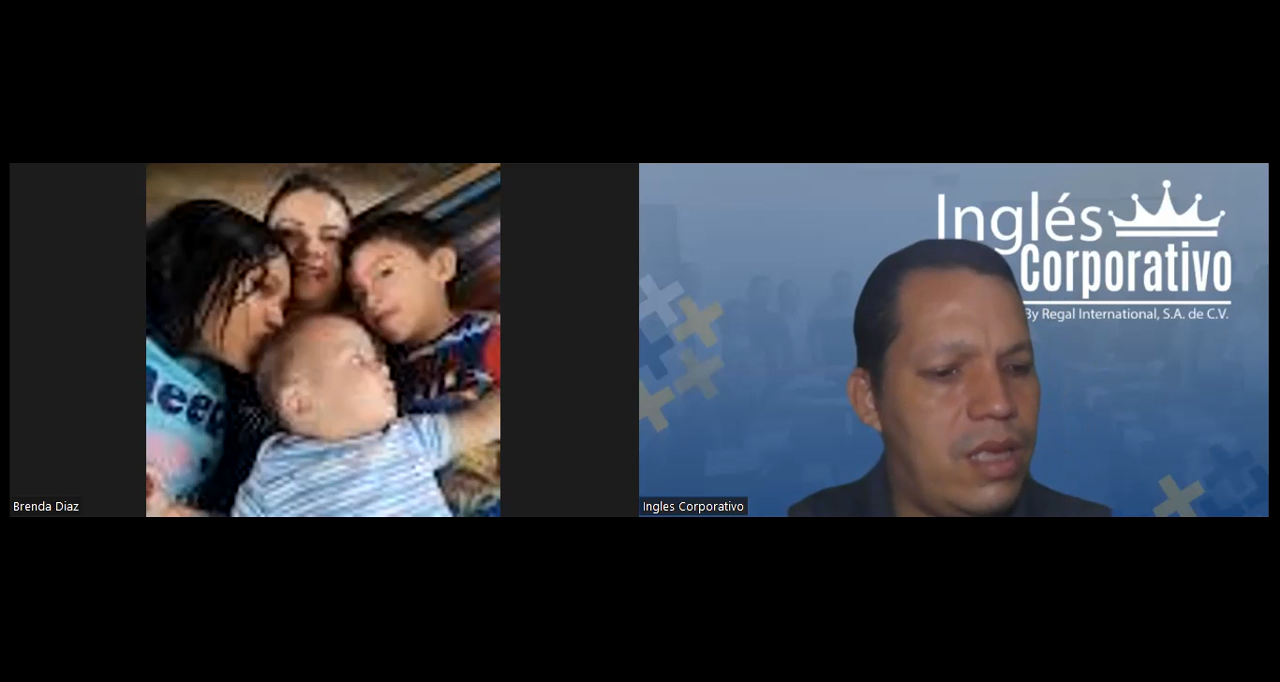 Brenda Diaz
Inglés
Corporativo
By Regal International, S.A. de C.V.
Ingles Corporativo